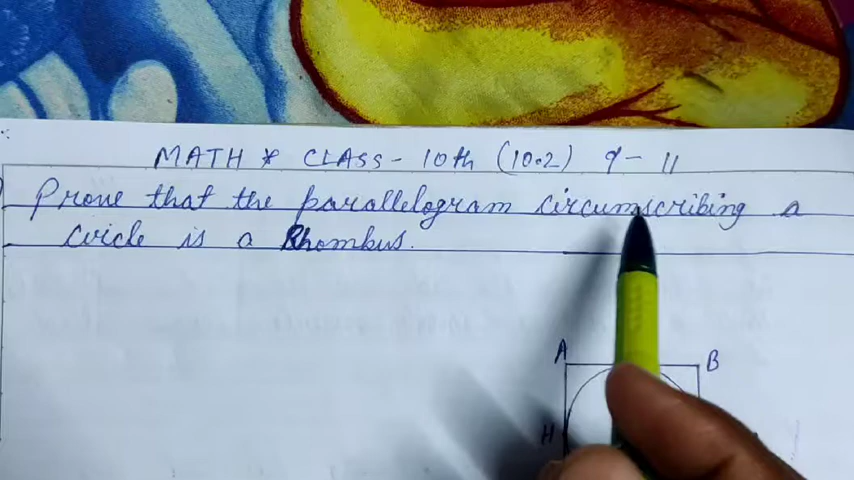 MATH * CLASS - 10th (10.2) q - 11
Prove that the parallelogram circumscribing a
Circle is a Rhombus.
A
B
H